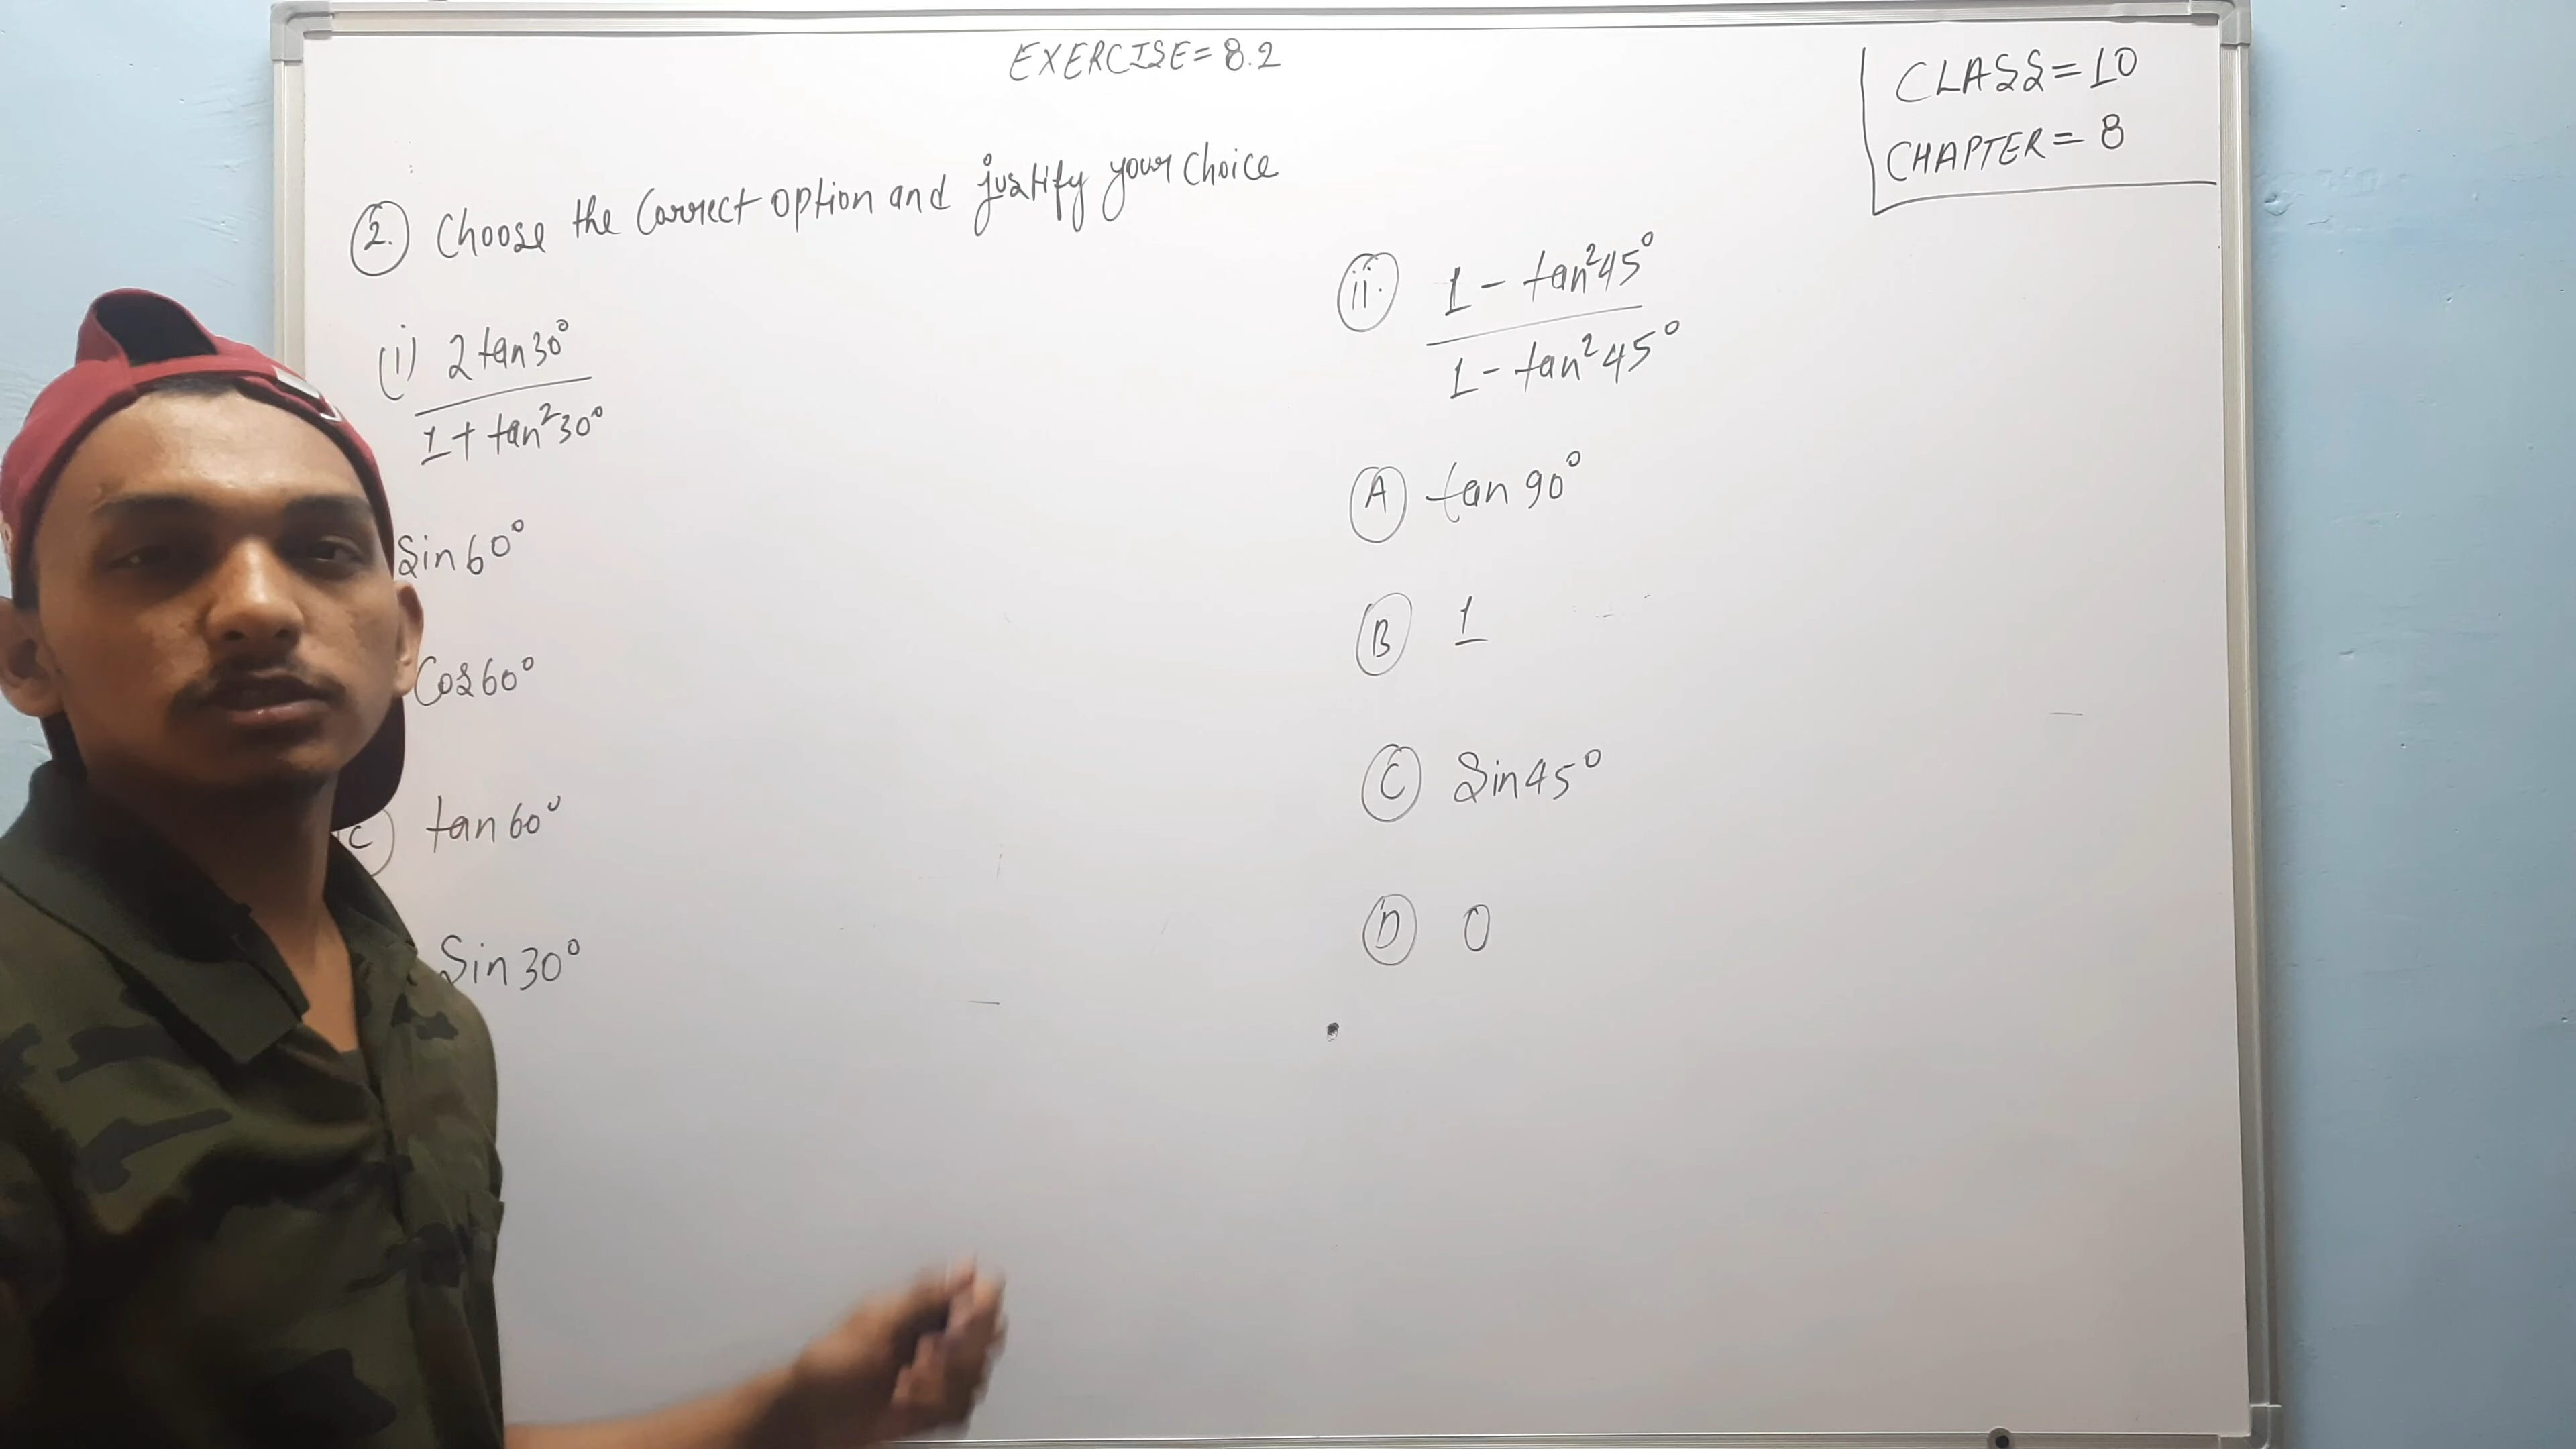 EXERCISE = 8.2
CLASS = 10
CHAPTER = 8
2. Choose the Correct option and justify your choice
(i) 2 tan 30°
1 + tan² 30°
Sin 60°
Cos 60°
C tan 60°
Sin 30°
ii. 1 - tan² 45°
1 - tan² 45°
A tan 90°
B 1
C Sin 45°
D 0